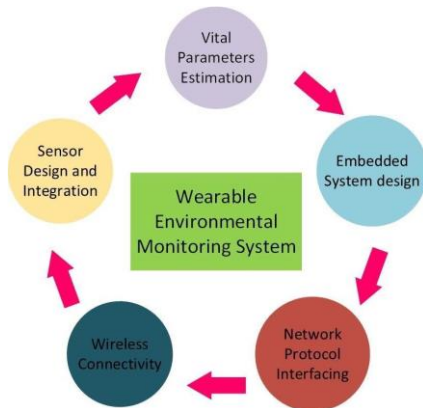 Vital
Parameters
Estimation
Embedded
System design
Network
Protocol
Interfacing
Wireless
Connectivity
Sensor
Design and
Integration
Wearable
Environmental
Monitoring System